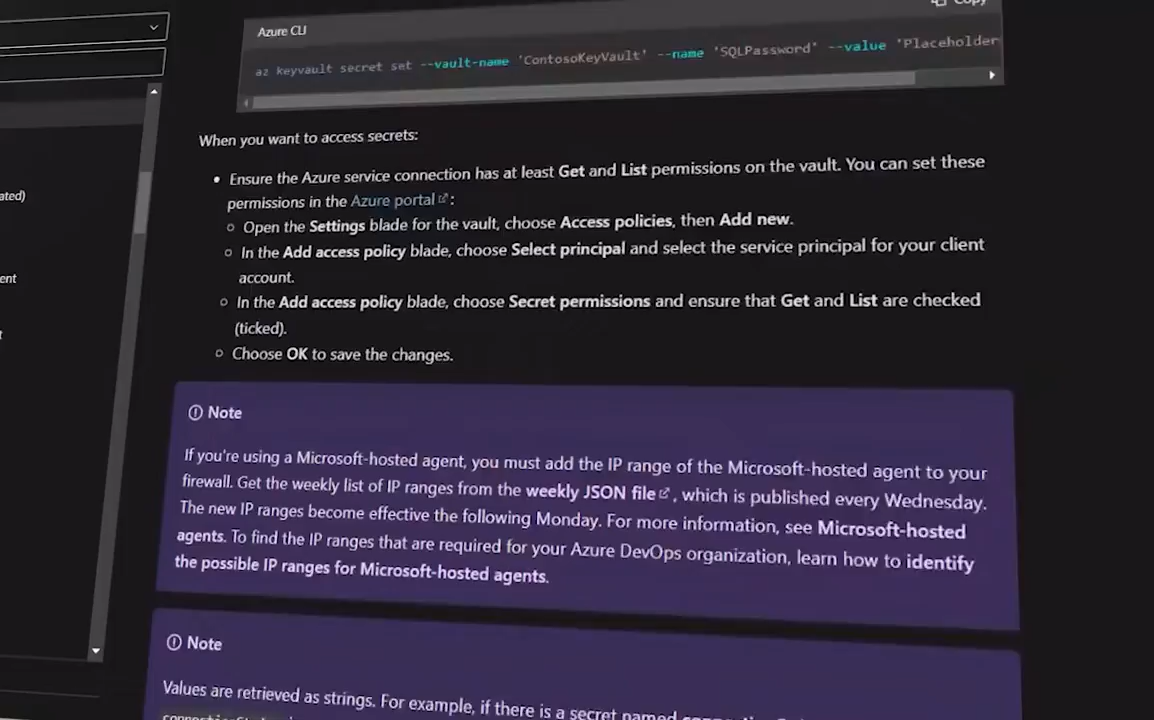 Copy
Azure CLI
az keyvault secret set --vault-name 'ContosoKeyVault' --name 'SQLPassword' --value 'Placeholder
When you want to access secrets:
ated)
• Ensure the Azure service connection has at least Get and List permissions on the vault. You can set these
permissions in the Azure portal:
Open the Settings blade for the vault, choose Access policies, then Add new.
In the Add access policy blade, choose Select principal and select the service principal for your client
account.
ent
In the Add access policy blade, choose Secret permissions and ensure that Get and List are checked
(ticked).
Choose OK to save the changes.
Note
If you're using a Microsoft-hosted agent, you must add the IP range of the Microsoft-hosted agent to your
firewall. Get the weekly list of IP ranges from the weekly JSON file, which is published every Wednesday.
The new IP ranges become effective the following Monday. For more information, see Microsoft-hosted
agents. To find the IP ranges that are required for your Azure DevOps organization, learn how to identify
the possible IP ranges for Microsoft-hosted agents.
Note
Values are retrieved as strings. For example, if there is a secret named